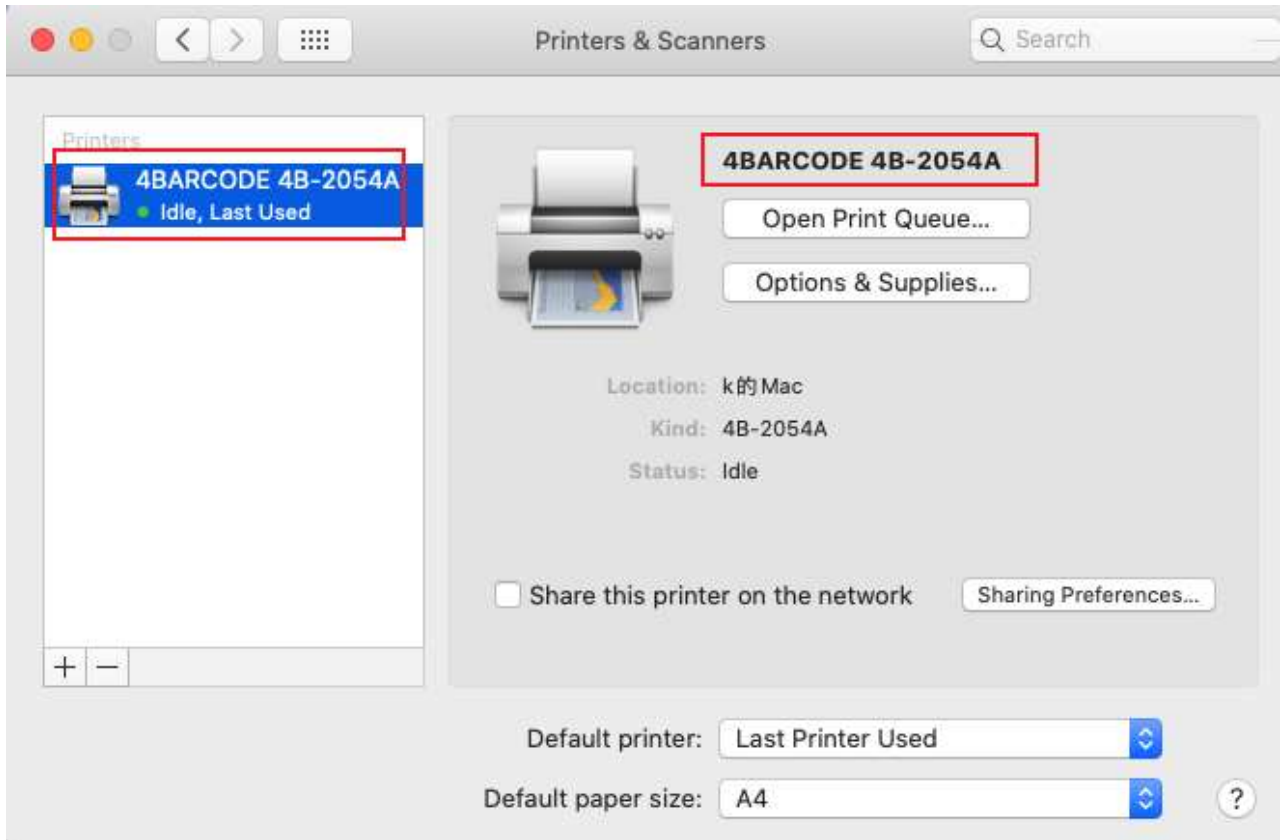 Printers & Scanners
Search
Printers
4BARCODE 4B-2054A
Idle, Last Used
4BARCODE 4B-2054A
Open Print Queue...
Options & Supplies...
Location: k的Mac
Kind: 4B-2054A
Status: Idle
Share this printer on the network
Sharing Preferences...
Default printer: Last Printer Used
Default paper size: A4
?